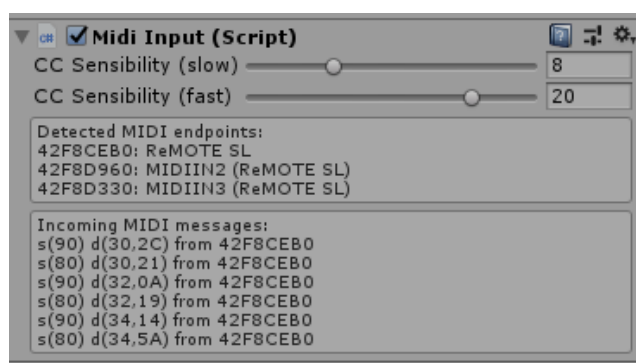 c# Midi Input (Script)
CC Sensibility (slow) 8
CC Sensibility (fast) 20
Detected MIDI endpoints:
42F8CEB0: ReMOTE SL
42F8D960: MIDIIN2 (ReMOTE SL)
42F8D330: MIDIIN3 (ReMOTE SL)
Incoming MIDI messages:
s(90) d(30,2C) from 42F8CEB0
s(80) d(30,21) from 42F8CEB0
s(90) d(32,0A) from 42F8CEB0
s(80) d(32,19) from 42F8CEB0
s(90) d(34,14) from 42F8CEB0
s(80) d(34,5A) from 42F8CEB0